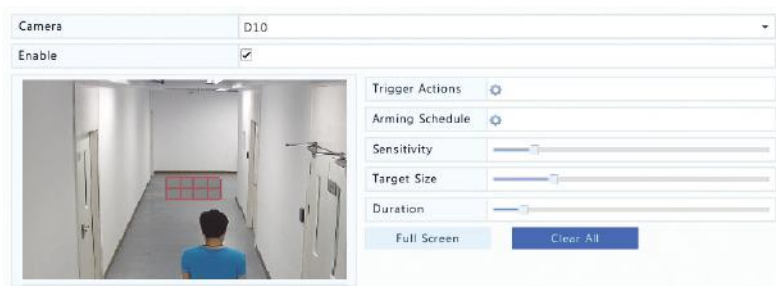 Camera D10
Enable
Trigger Actions
Arming Schedule
Sensitivity
Target Size
Duration
Full Screen Clear All